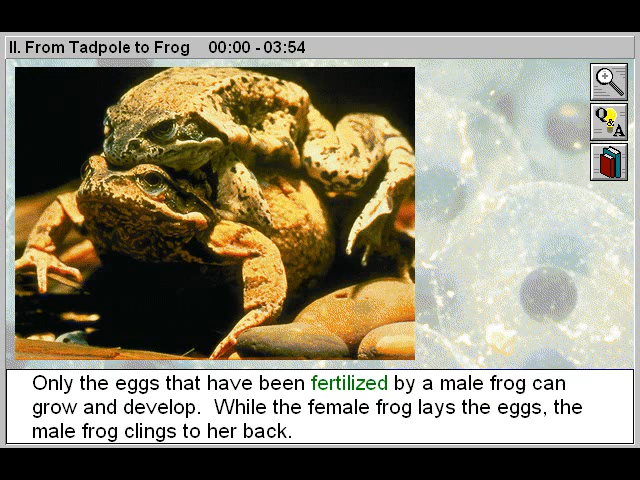 II. From Tadpole to Frog 00:00 - 03:54
Q & A
Only the eggs that have been fertilized by a male frog can
grow and develop. While the female frog lays the eggs, the
male frog clings to her back.